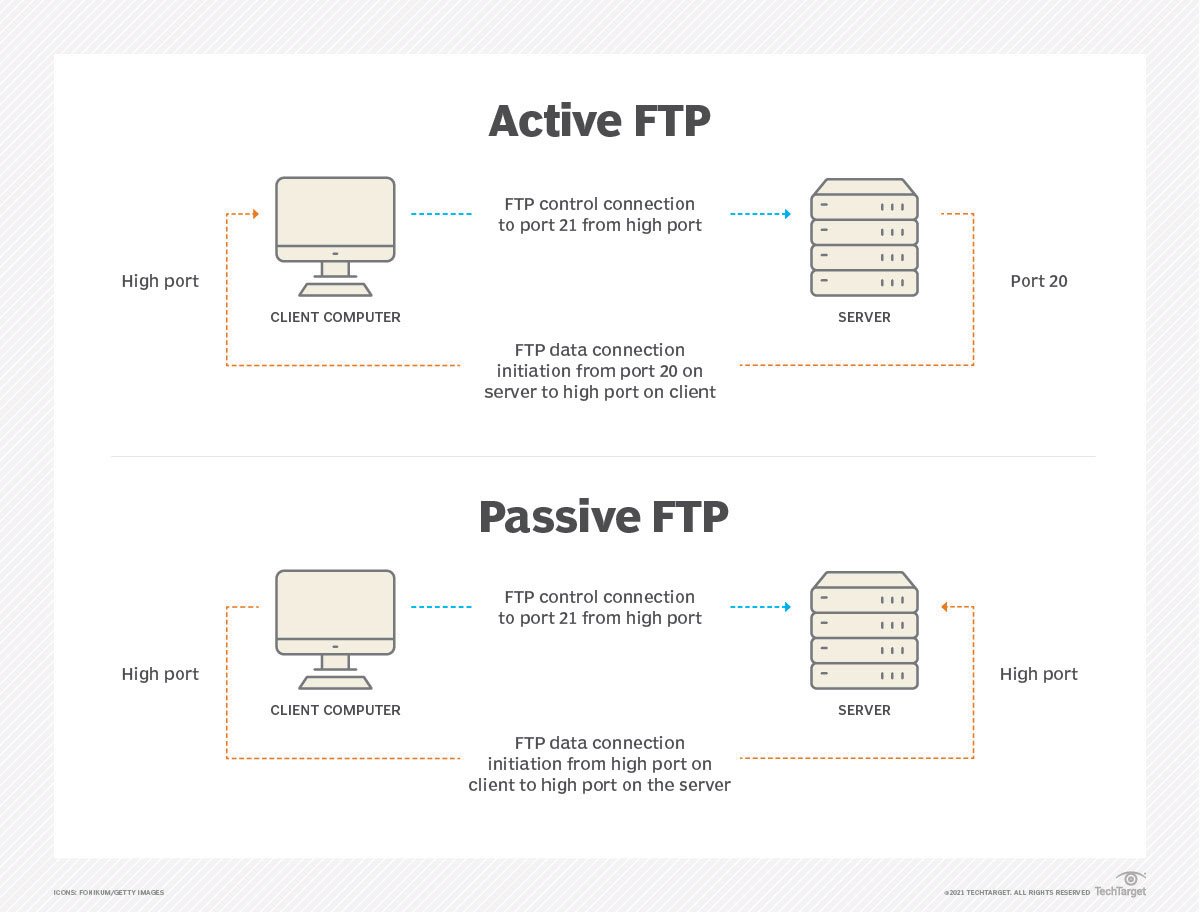 Active FTP
FTP control connection
to port 21 from high port
High port
Port 20
CLIENT COMPUTER
SERVER
FTP data connection
initiation from port 20 on
server to high port on client
Passive FTP
FTP control connection
to port 21 from high port
High port
High port
CLIENT COMPUTER
SERVER
FTP data connection
initiation from high port on
client to high port on the server
ICONS: FONIKUM/GETTY IMAGES
©2021 TECHTARGET. ALL RIGHTS RESERVED
TechTarget